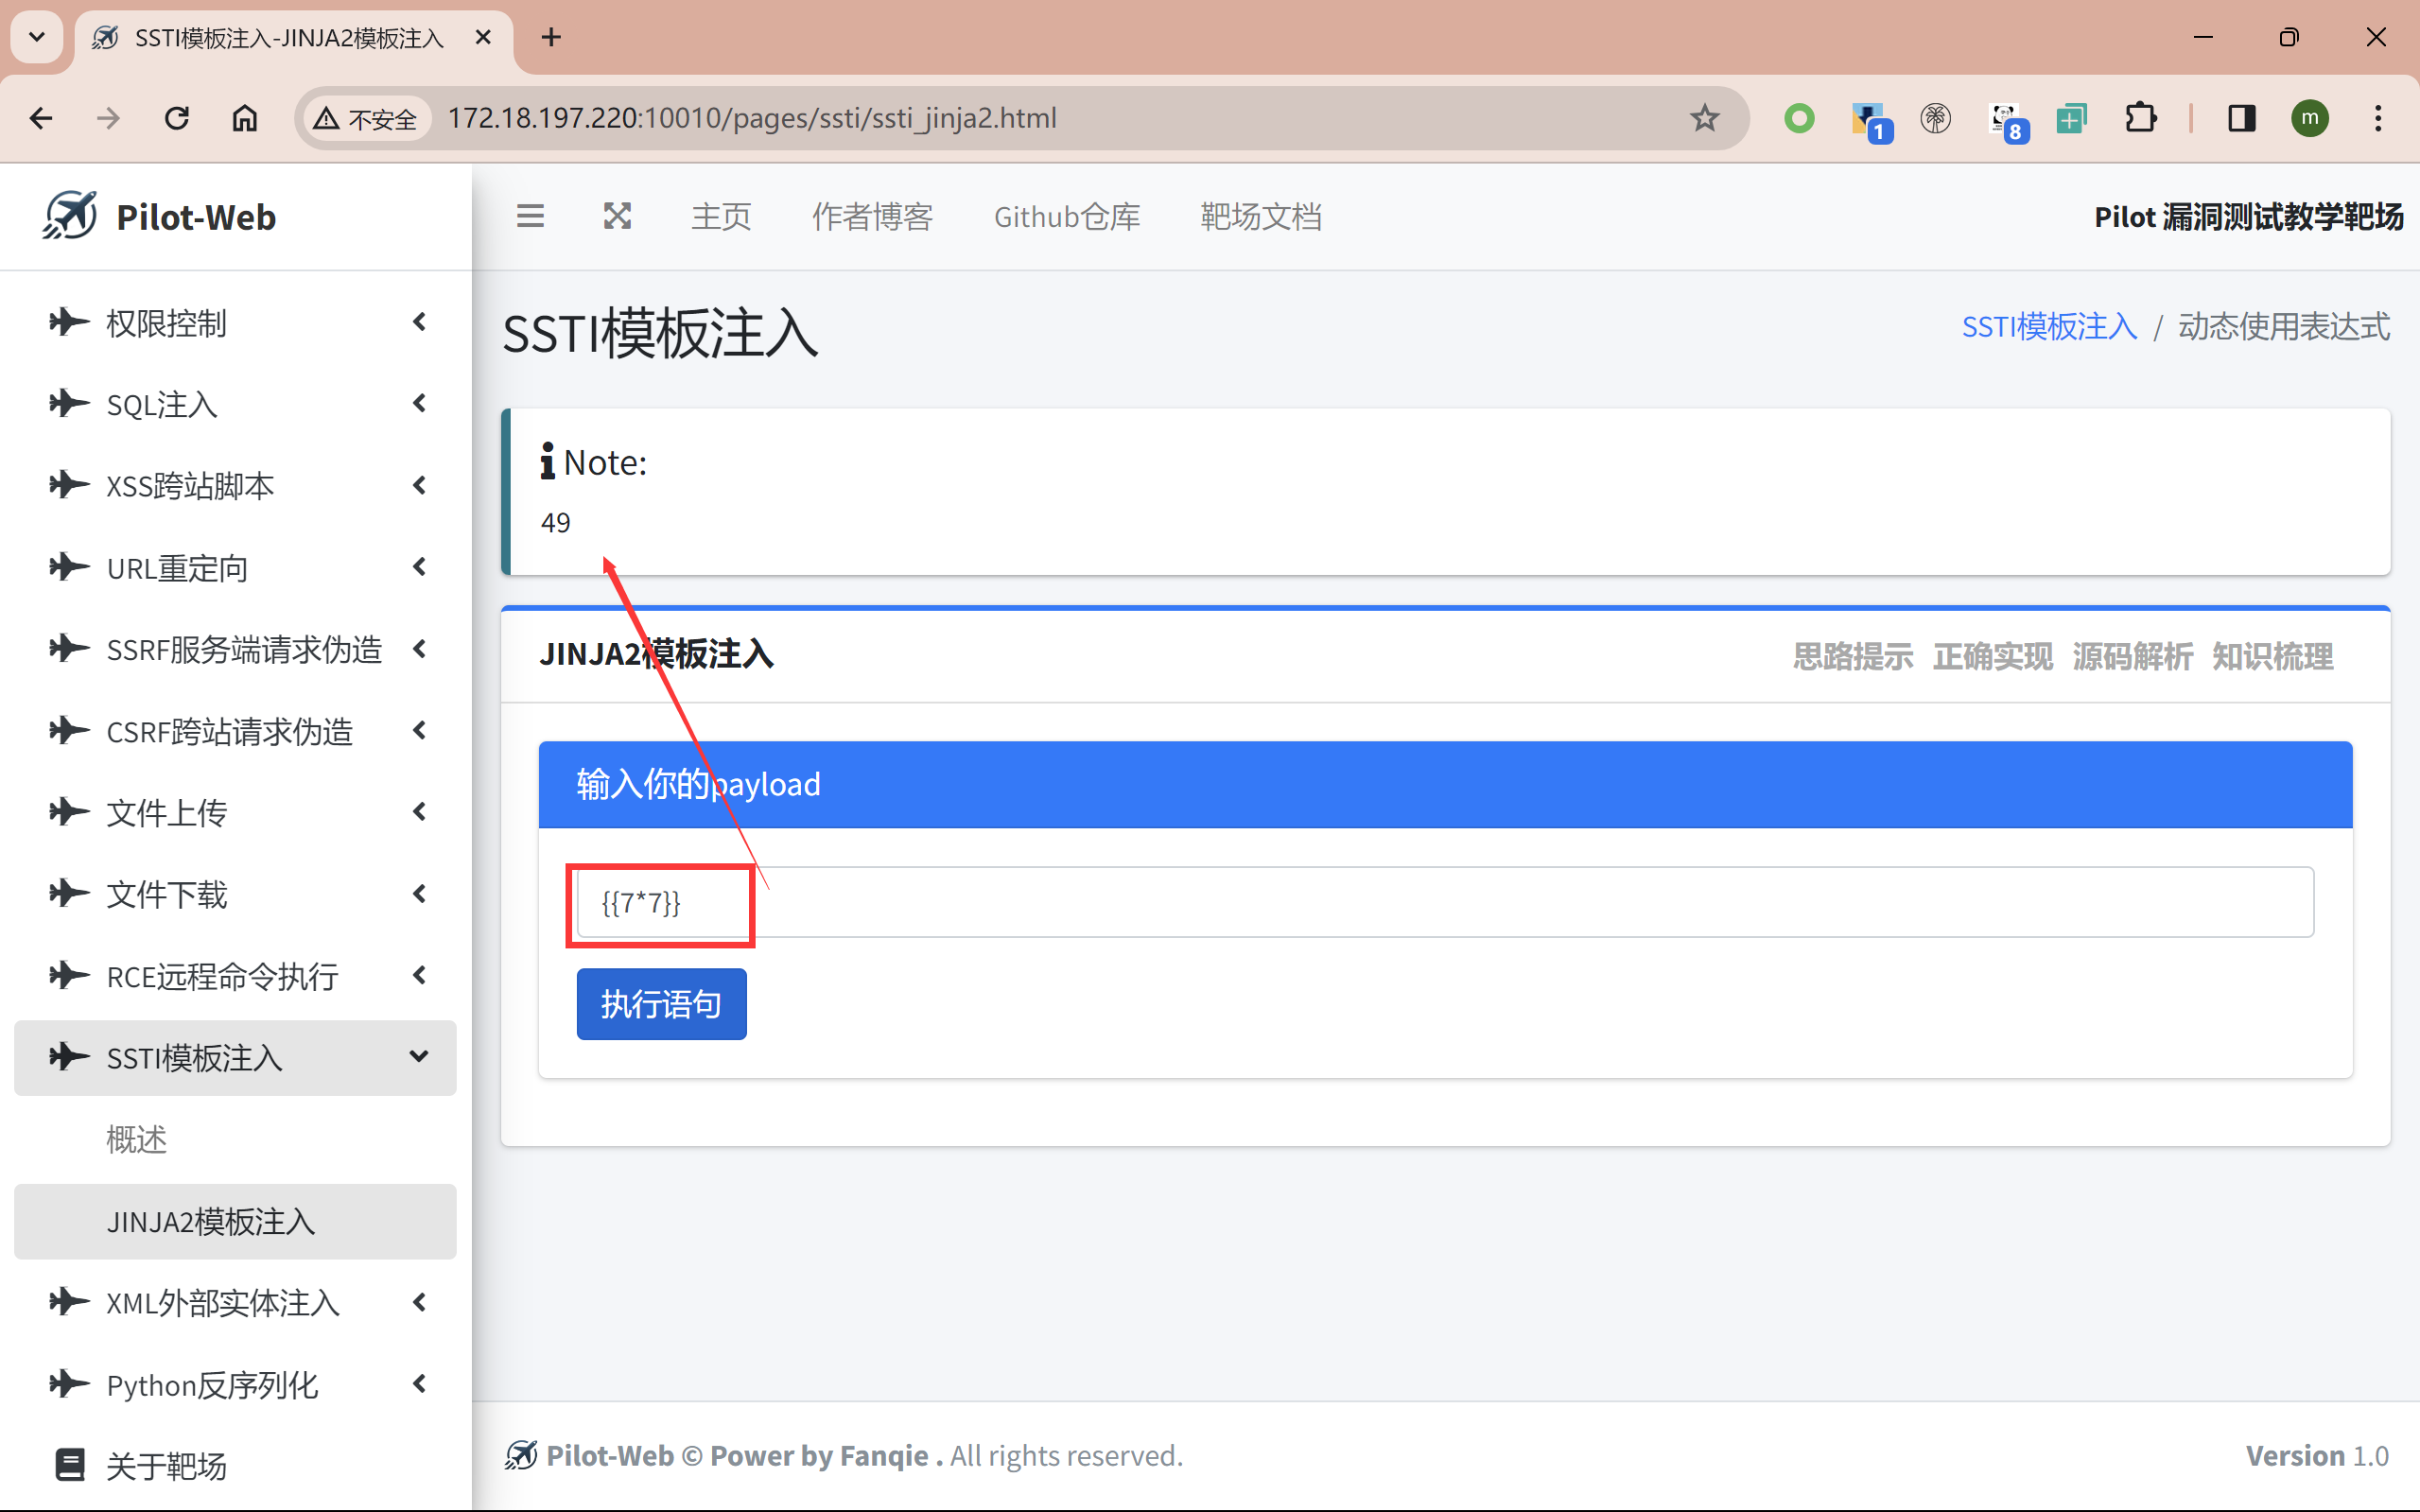 SSTI模板注入-JINJA2模板注入
不安全 172.18.197.220:10010/pages/ssti/ssti_jinja2.html
1
8
m
Pilot-Web
主页 作者博客 Github仓库 靶场文档
Pilot 漏洞测试教学靶场
权限控制
SQL注入
XSS跨站脚本
URL重定向
SSRF服务端请求伪造
CSRF跨站请求伪造
文件上传
文件下载
RCE远程命令执行
SSTI模板注入
概述
JINJA2模板注入
XML外部实体注入
Python反序列化
关于靶场
SSTI模板注入
SSTI模板注入 / 动态使用表达式
Note:
49
JINJA2模板注入
思路提示 正确实现 源码解析 知识梳理
输入你的payload
{{7*7}}
执行语句
Pilot-Web © Power by Fanqie . All rights reserved.
Version 1.0